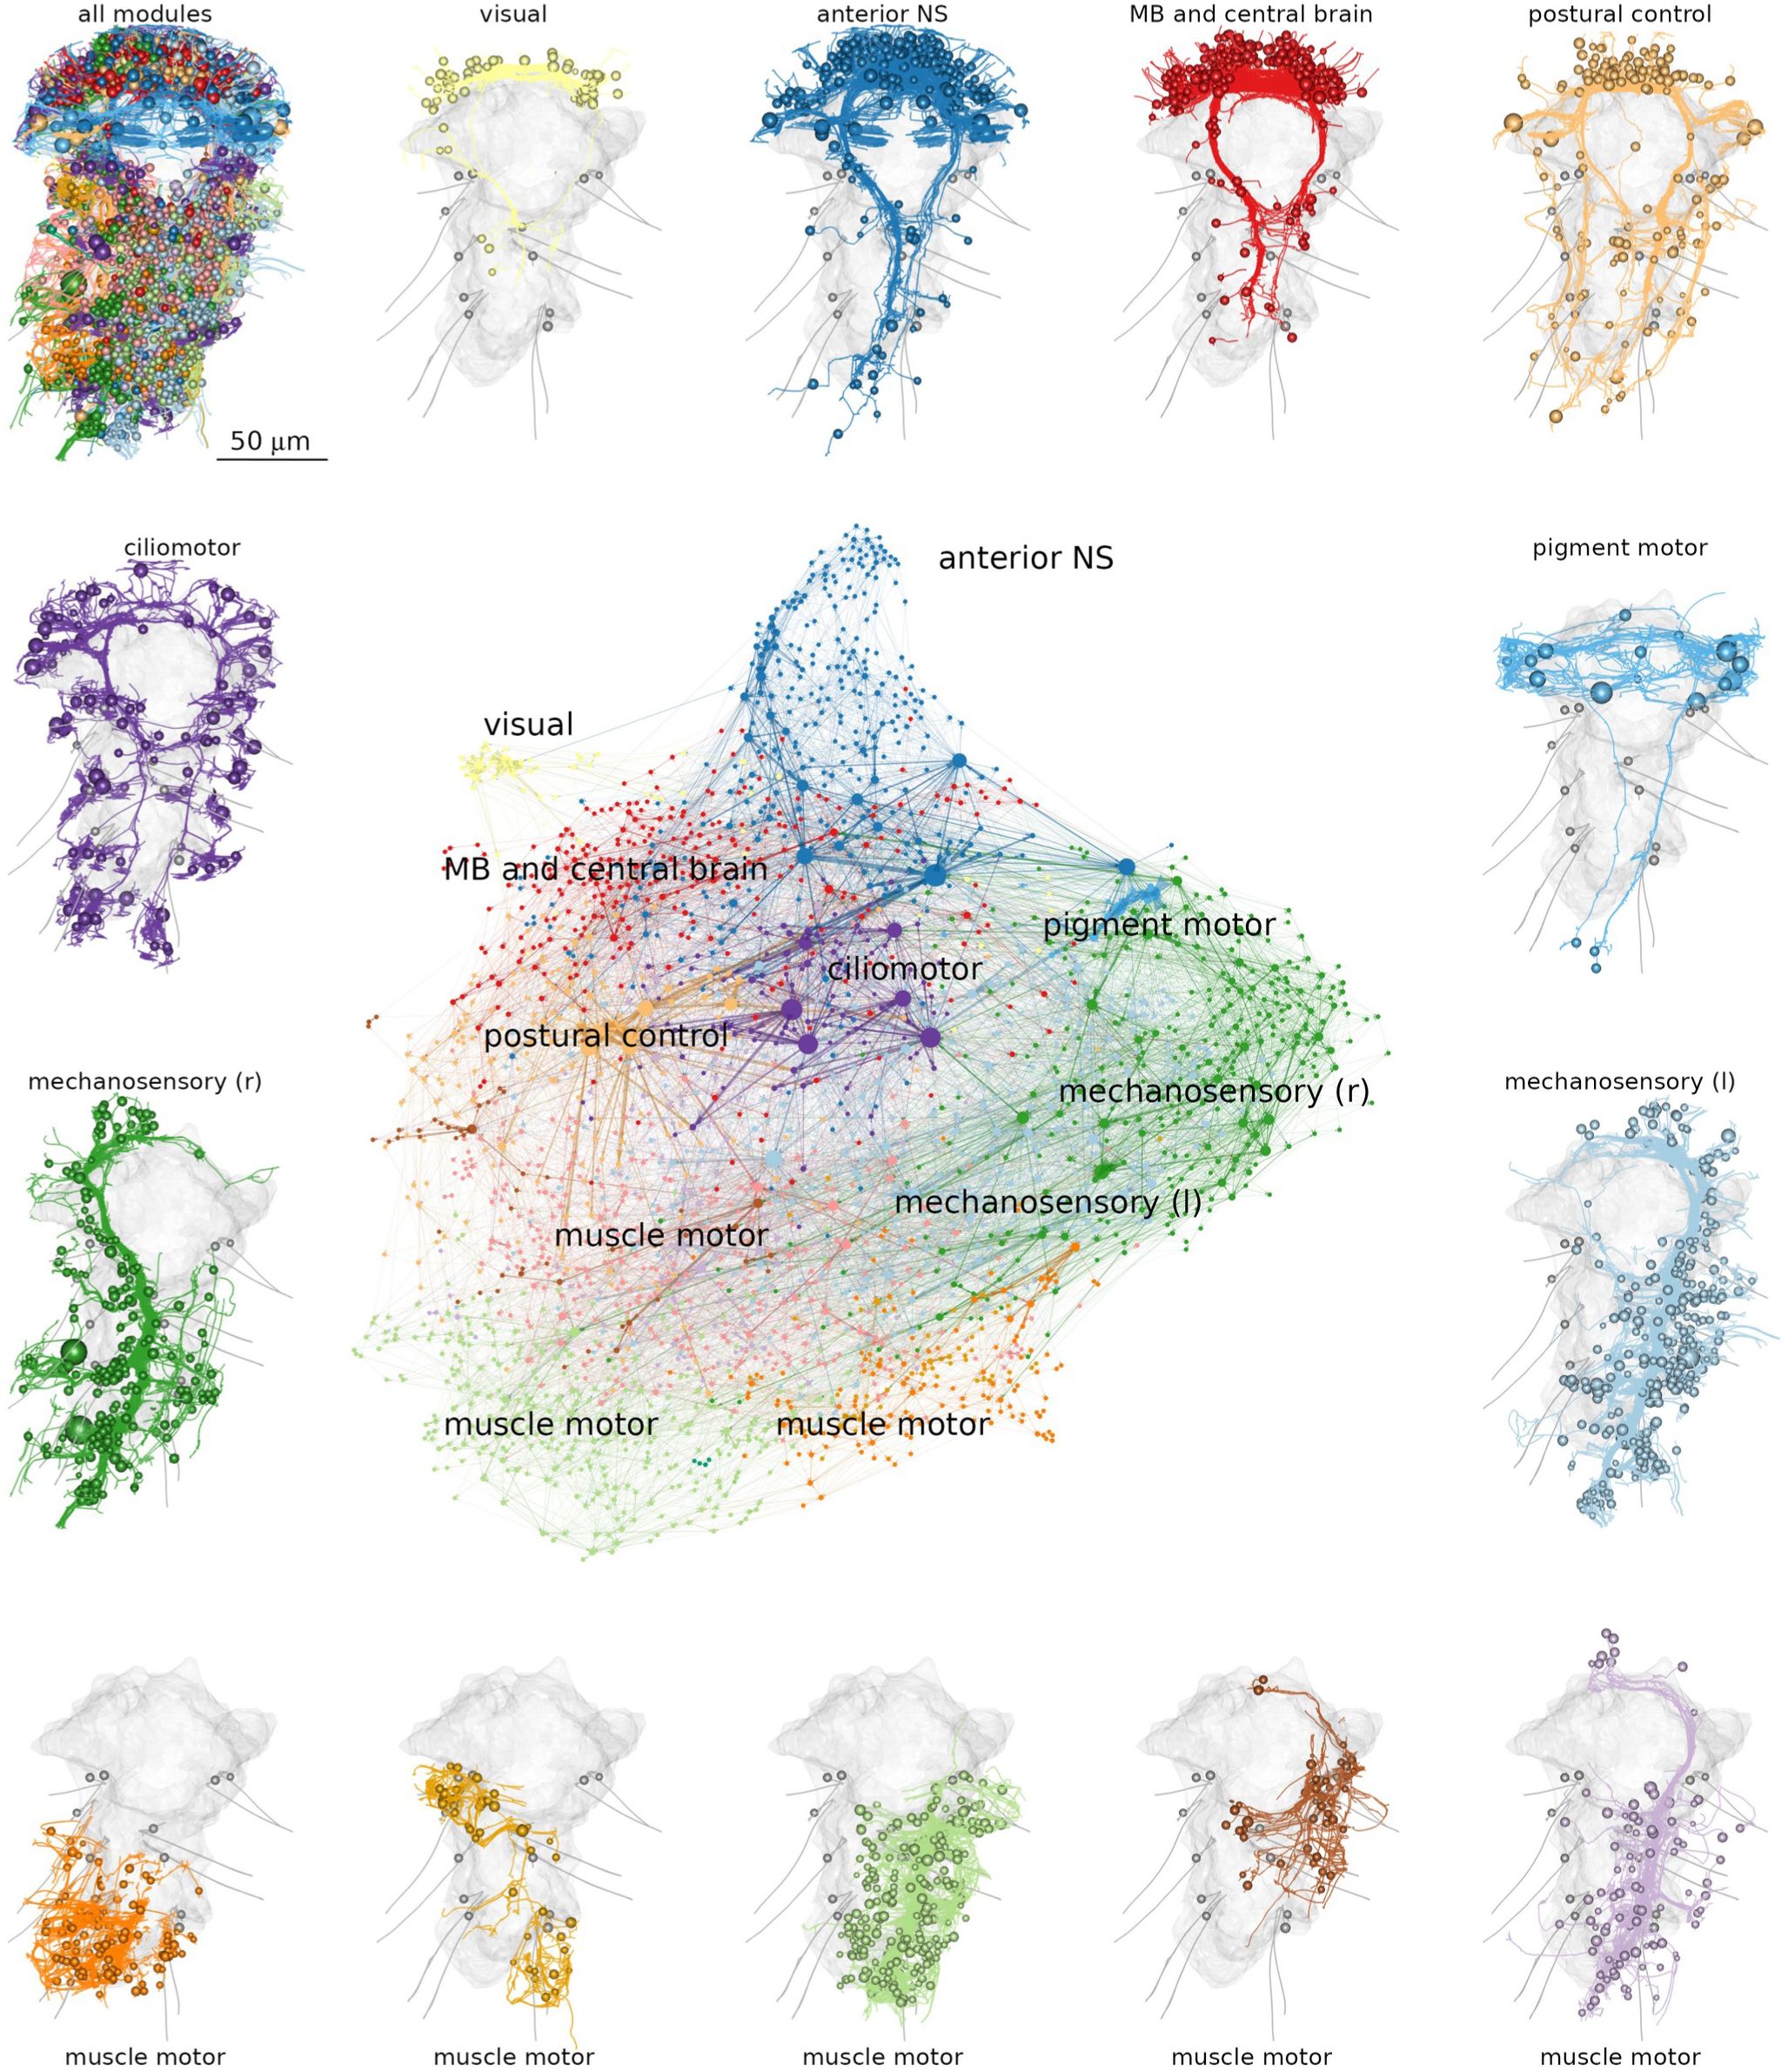 all modules
visual
anterior NS
MB and central brain
postural control
50 μm
ciliomotor
anterior NS
pigment motor
visual
MB and central brain
pigment motor
ciliomotor
postural control
mechanosensory (r)
mechanosensory (r)
mechanosensory (l)
mechanosensory (l)
muscle motor
muscle motor
muscle motor
muscle motor
muscle motor
muscle motor
muscle motor
muscle motor